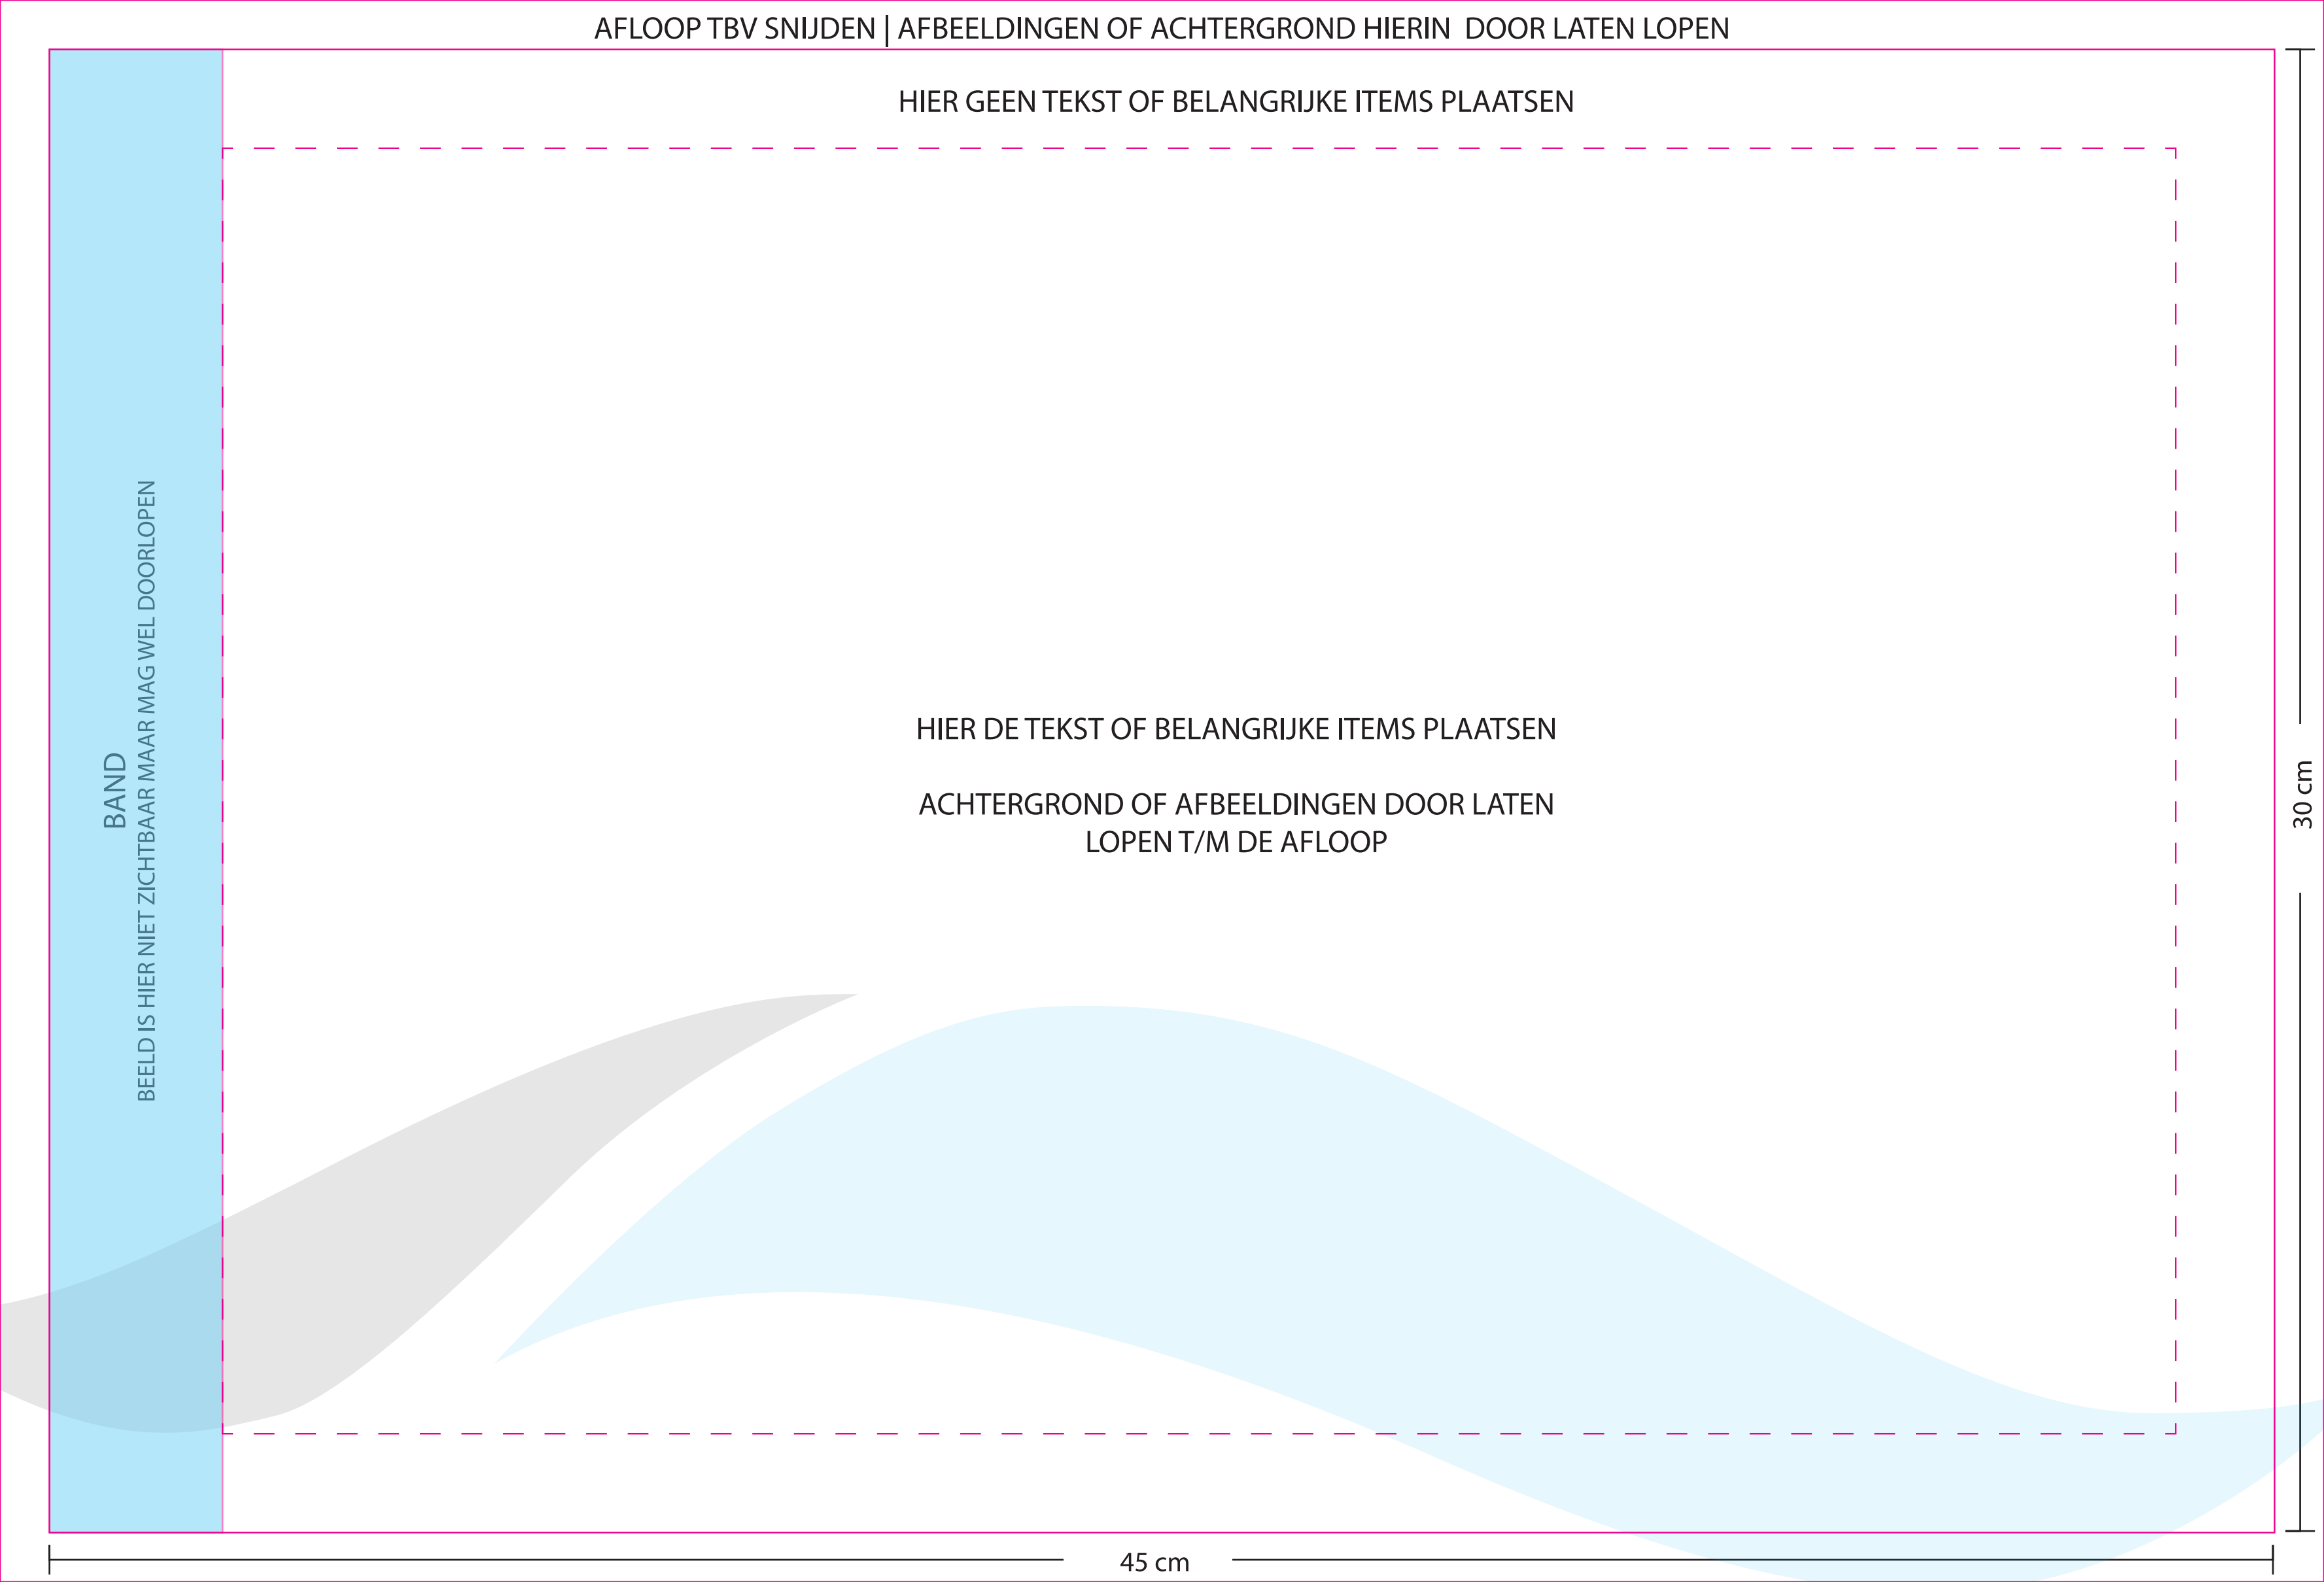 AFLOOP TBV SNIJDEN | AFBEELDINGEN OF ACHTERGROND HIERIN DOOR LATEN LOPEN
HIER GEEN TEKST OF BELANGRIJKE ITEMS PLAATSEN
BAND
BEELD IS HIER NIET ZICHTBAAR MAAR MAG WEL DOORLOPEN
HIER DE TEKST OF BELANGRIJKE ITEMS PLAATSEN
ACHTERGROND OF AFBEELDINGEN DOOR LATEN
LOPEN T/M DE AFLOOP
30 cm
45 cm